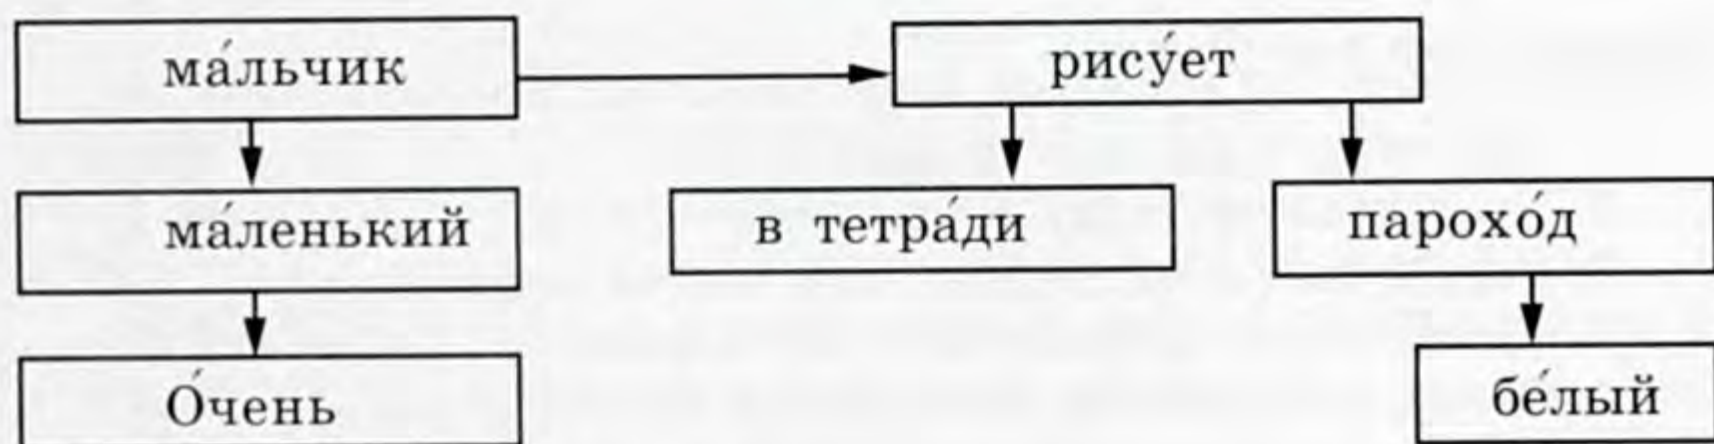 ма́льчик рису́ет
ма́ленький в тетра́ди парохо́д
О́чень бе́лый